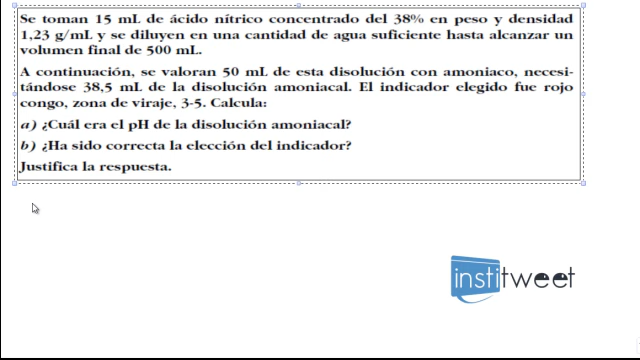 Se toman 15 mL de ácido nítrico concentrado del 38% en peso y densidad
1,23 g/mL y se diluyen en una cantidad de agua suficiente hasta alcanzar un
volumen final de 500 mL.
A continuación, se valoran 50 mL de esta disolución con amoniaco, necesi-
tándose 38,5 mL de la disolución amoniacal. El indicador elegido fue rojo
congo, zona de viraje, 3-5. Calcula:
a) ¿Cuál era el pH de la disolución amoniacal?
b) ¿Ha sido correcta la elección del indicador?
Justifica la respuesta.
institweet